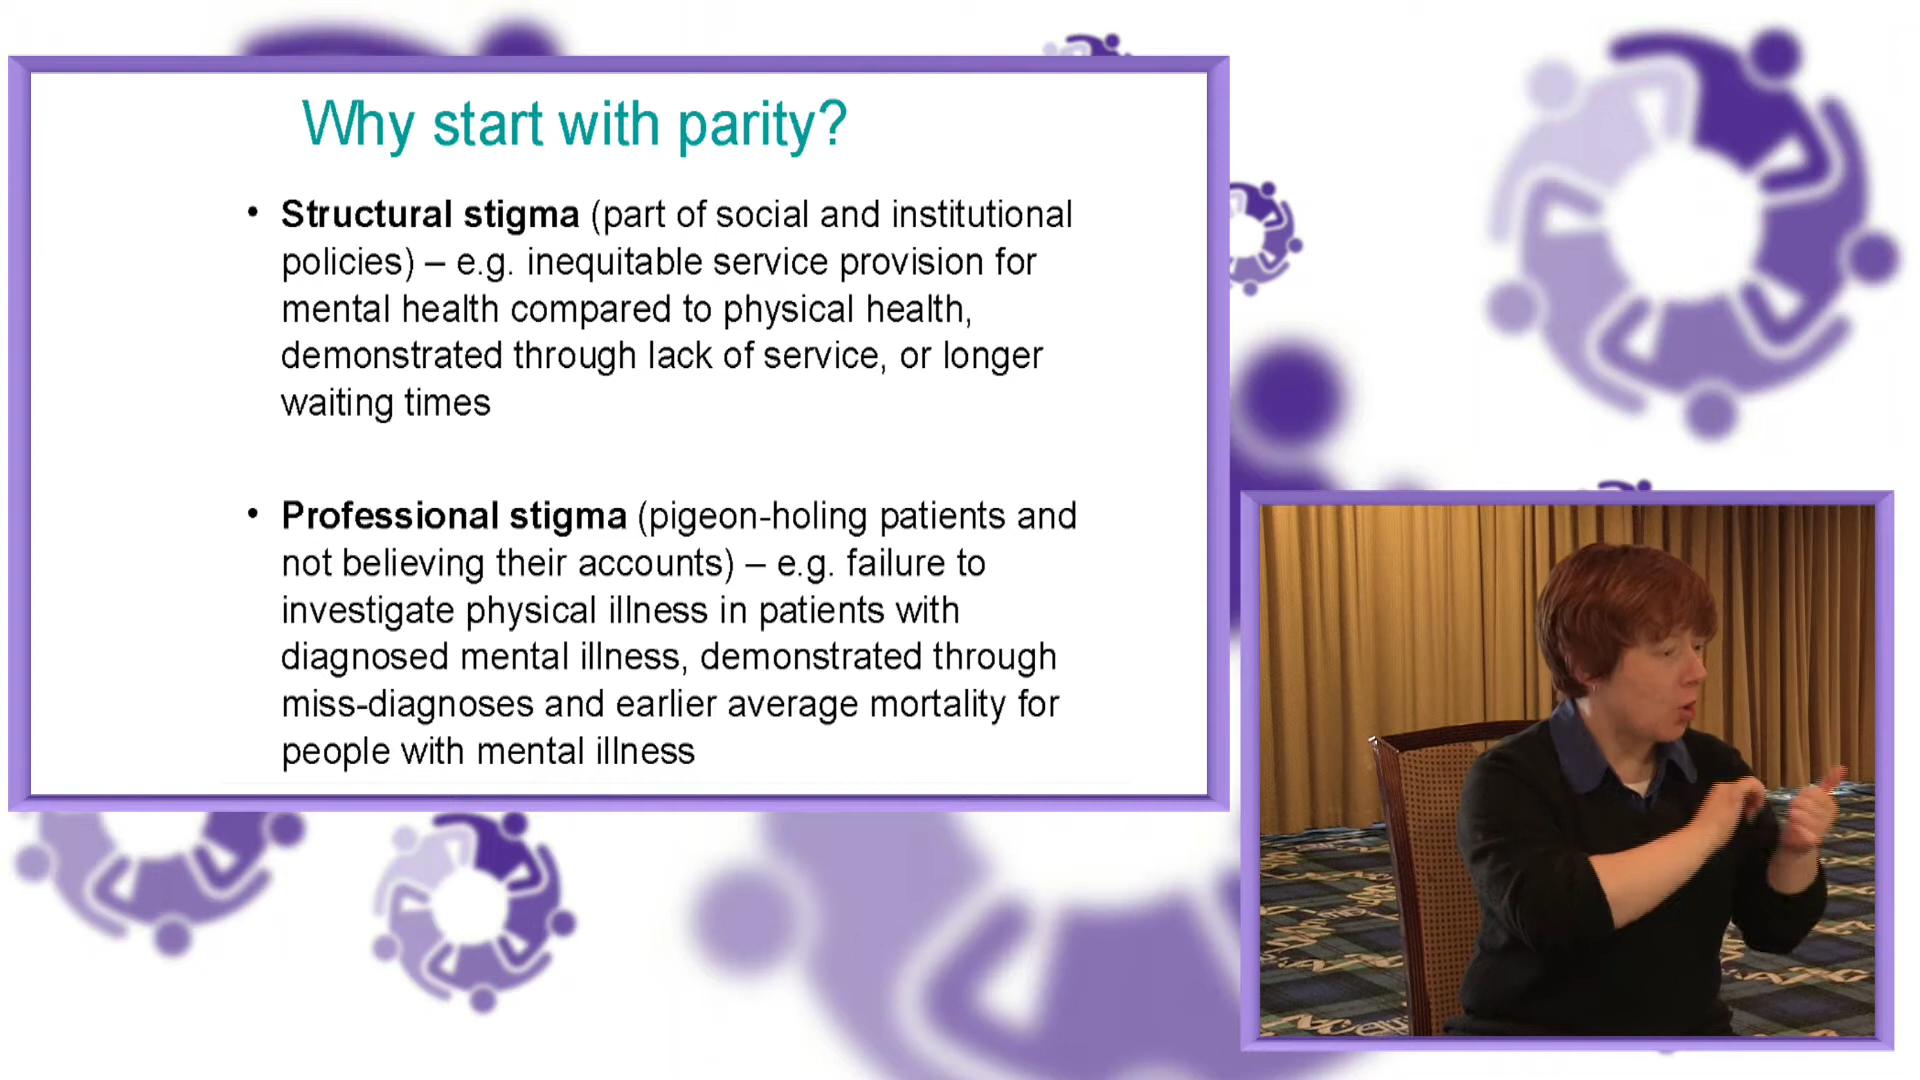 Why start with parity?
• Structural stigma (part of social and institutional
policies) – e.g. inequitable service provision for
mental health compared to physical health,
demonstrated through lack of service, or longer
waiting times
• Professional stigma (pigeon-holing patients and
not believing their accounts) – e.g. failure to
investigate physical illness in patients with
diagnosed mental illness, demonstrated through
miss-diagnoses and earlier average mortality for
people with mental illness